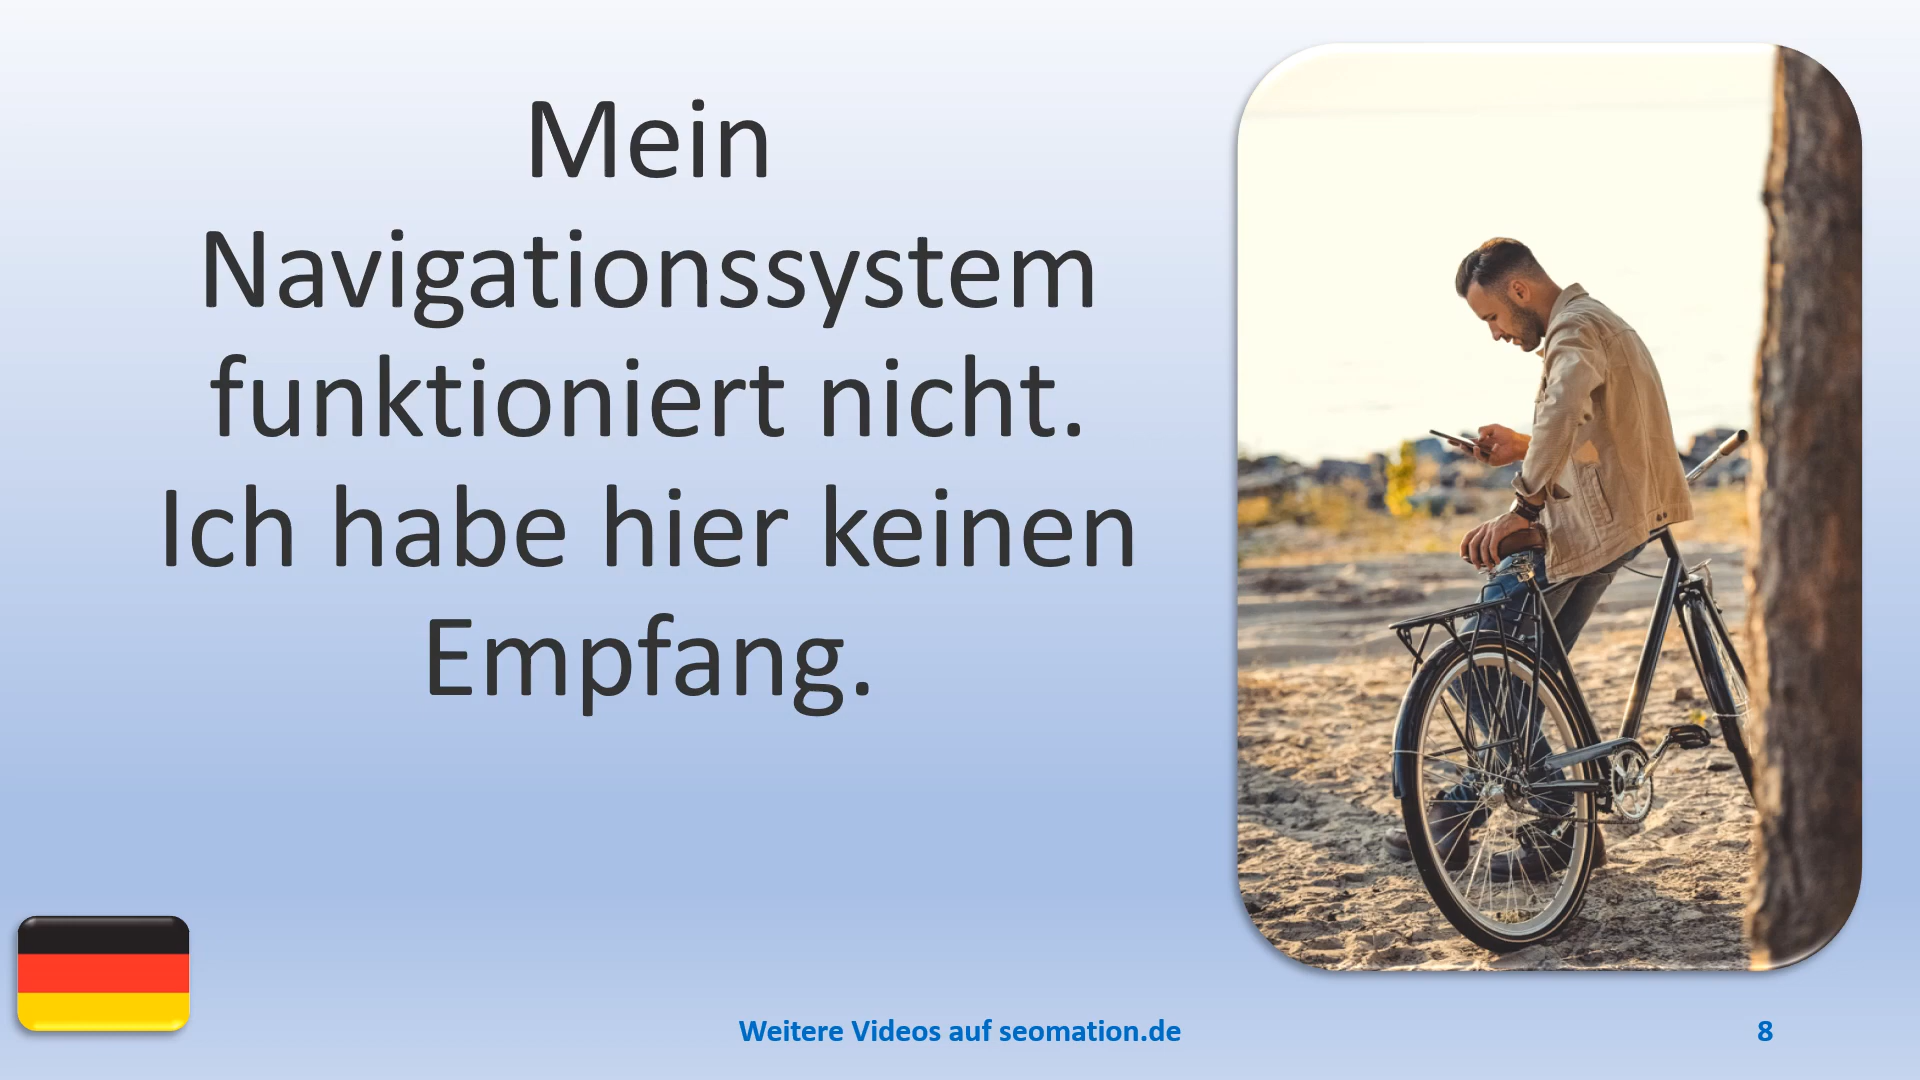 Mein
Navigationssystem
funktioniert nicht.
Ich habe hier keinen
Empfang.
Weitere Videos auf seomation.de
8